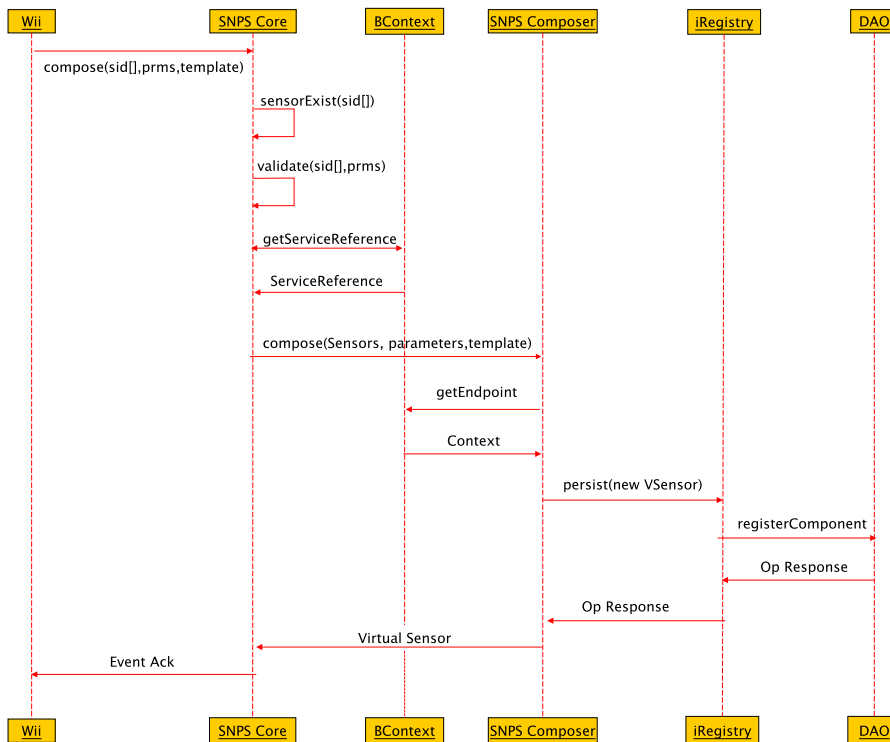 Wii SNPS Core BContext SNPS Composer iRegistry DAO
compose(sid[],prms,template)
sensorExist(sid[])
validate(sid[],prms)
getServiceReference
ServiceReference
compose(Sensors, parameters,template)
getEndpoint
Context
persist(new VSensor)
registerComponent
Op Response
Op Response
Virtual Sensor
Event Ack
Wii SNPS Core BContext SNPS Composer iRegistry DAO